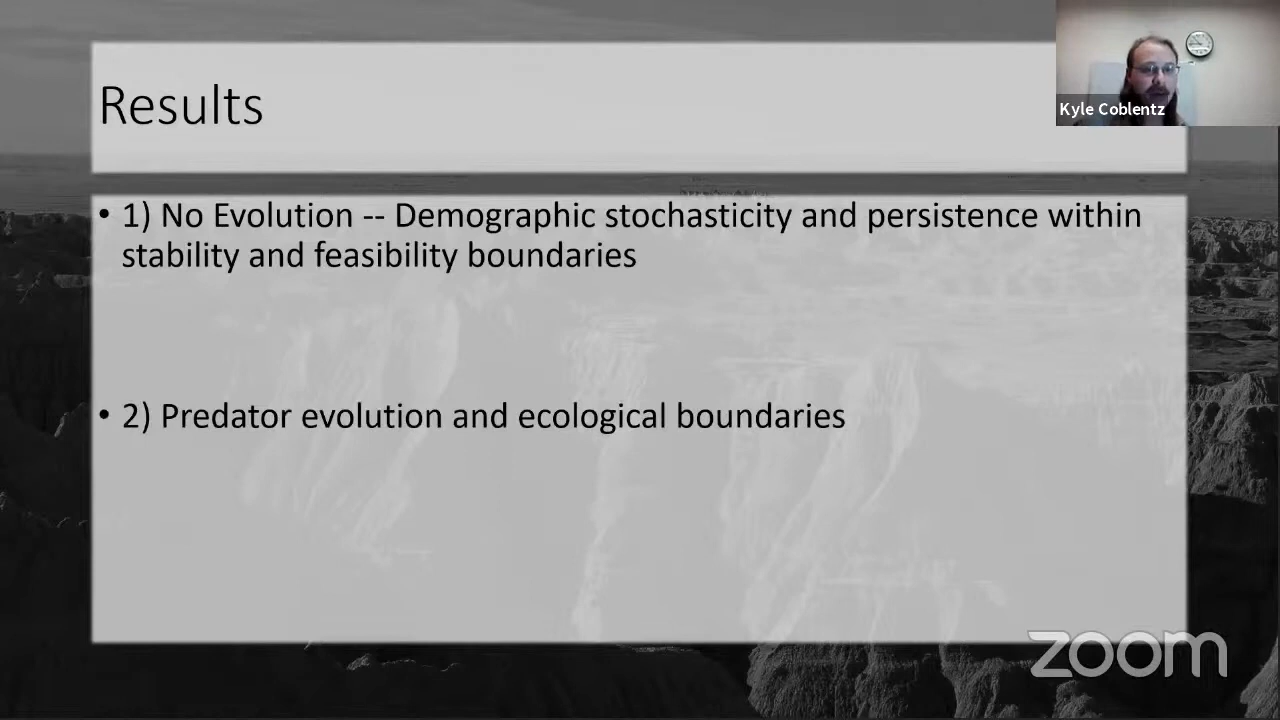 Results
Kyle Coblentz
• 1) No Evolution -- Demographic stochasticity and persistence within
stability and feasibility boundaries
• 2) Predator evolution and ecological boundaries
zoom